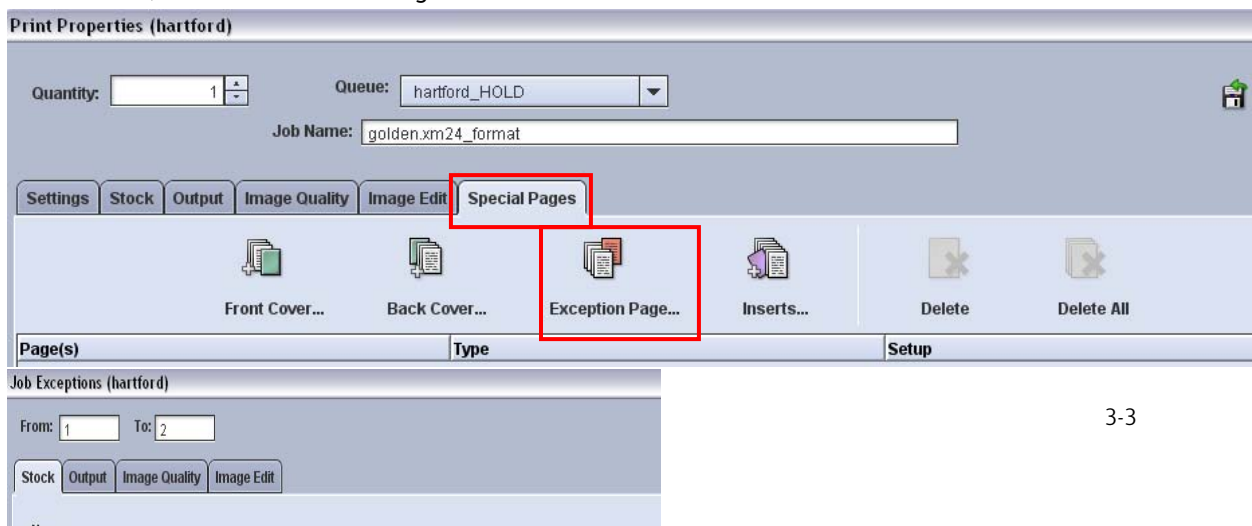 Print Properties (hartford)
Quantity: 1 Queue: hartford_HOLD
Job Name: golden.xm24_format
Settings Stock Output Image Quality Image Edit Special Pages
Front Cover... Back Cover... Exception Page... Inserts... Delete Delete All
Page(s) Type Setup
Job Exceptions (hartford)
From: 1 To: 2
3-3
Stock Output Image Quality Image Edit